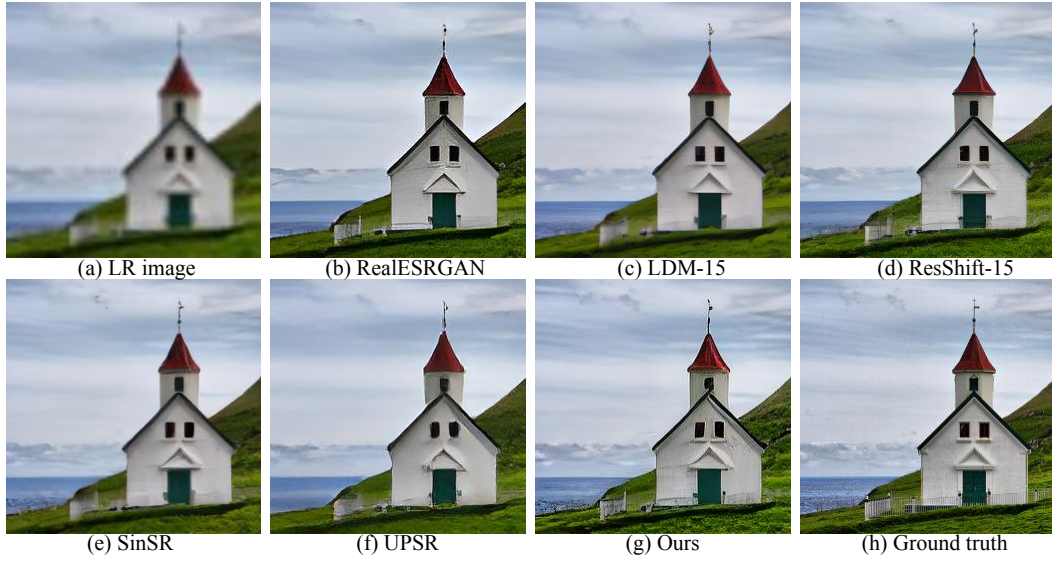 (a) LR image
(b) RealESRGAN
(c) LDM-15
(d) ResShift-15
(e) SinSR
(f) UPSR
(g) Ours
(h) Ground truth